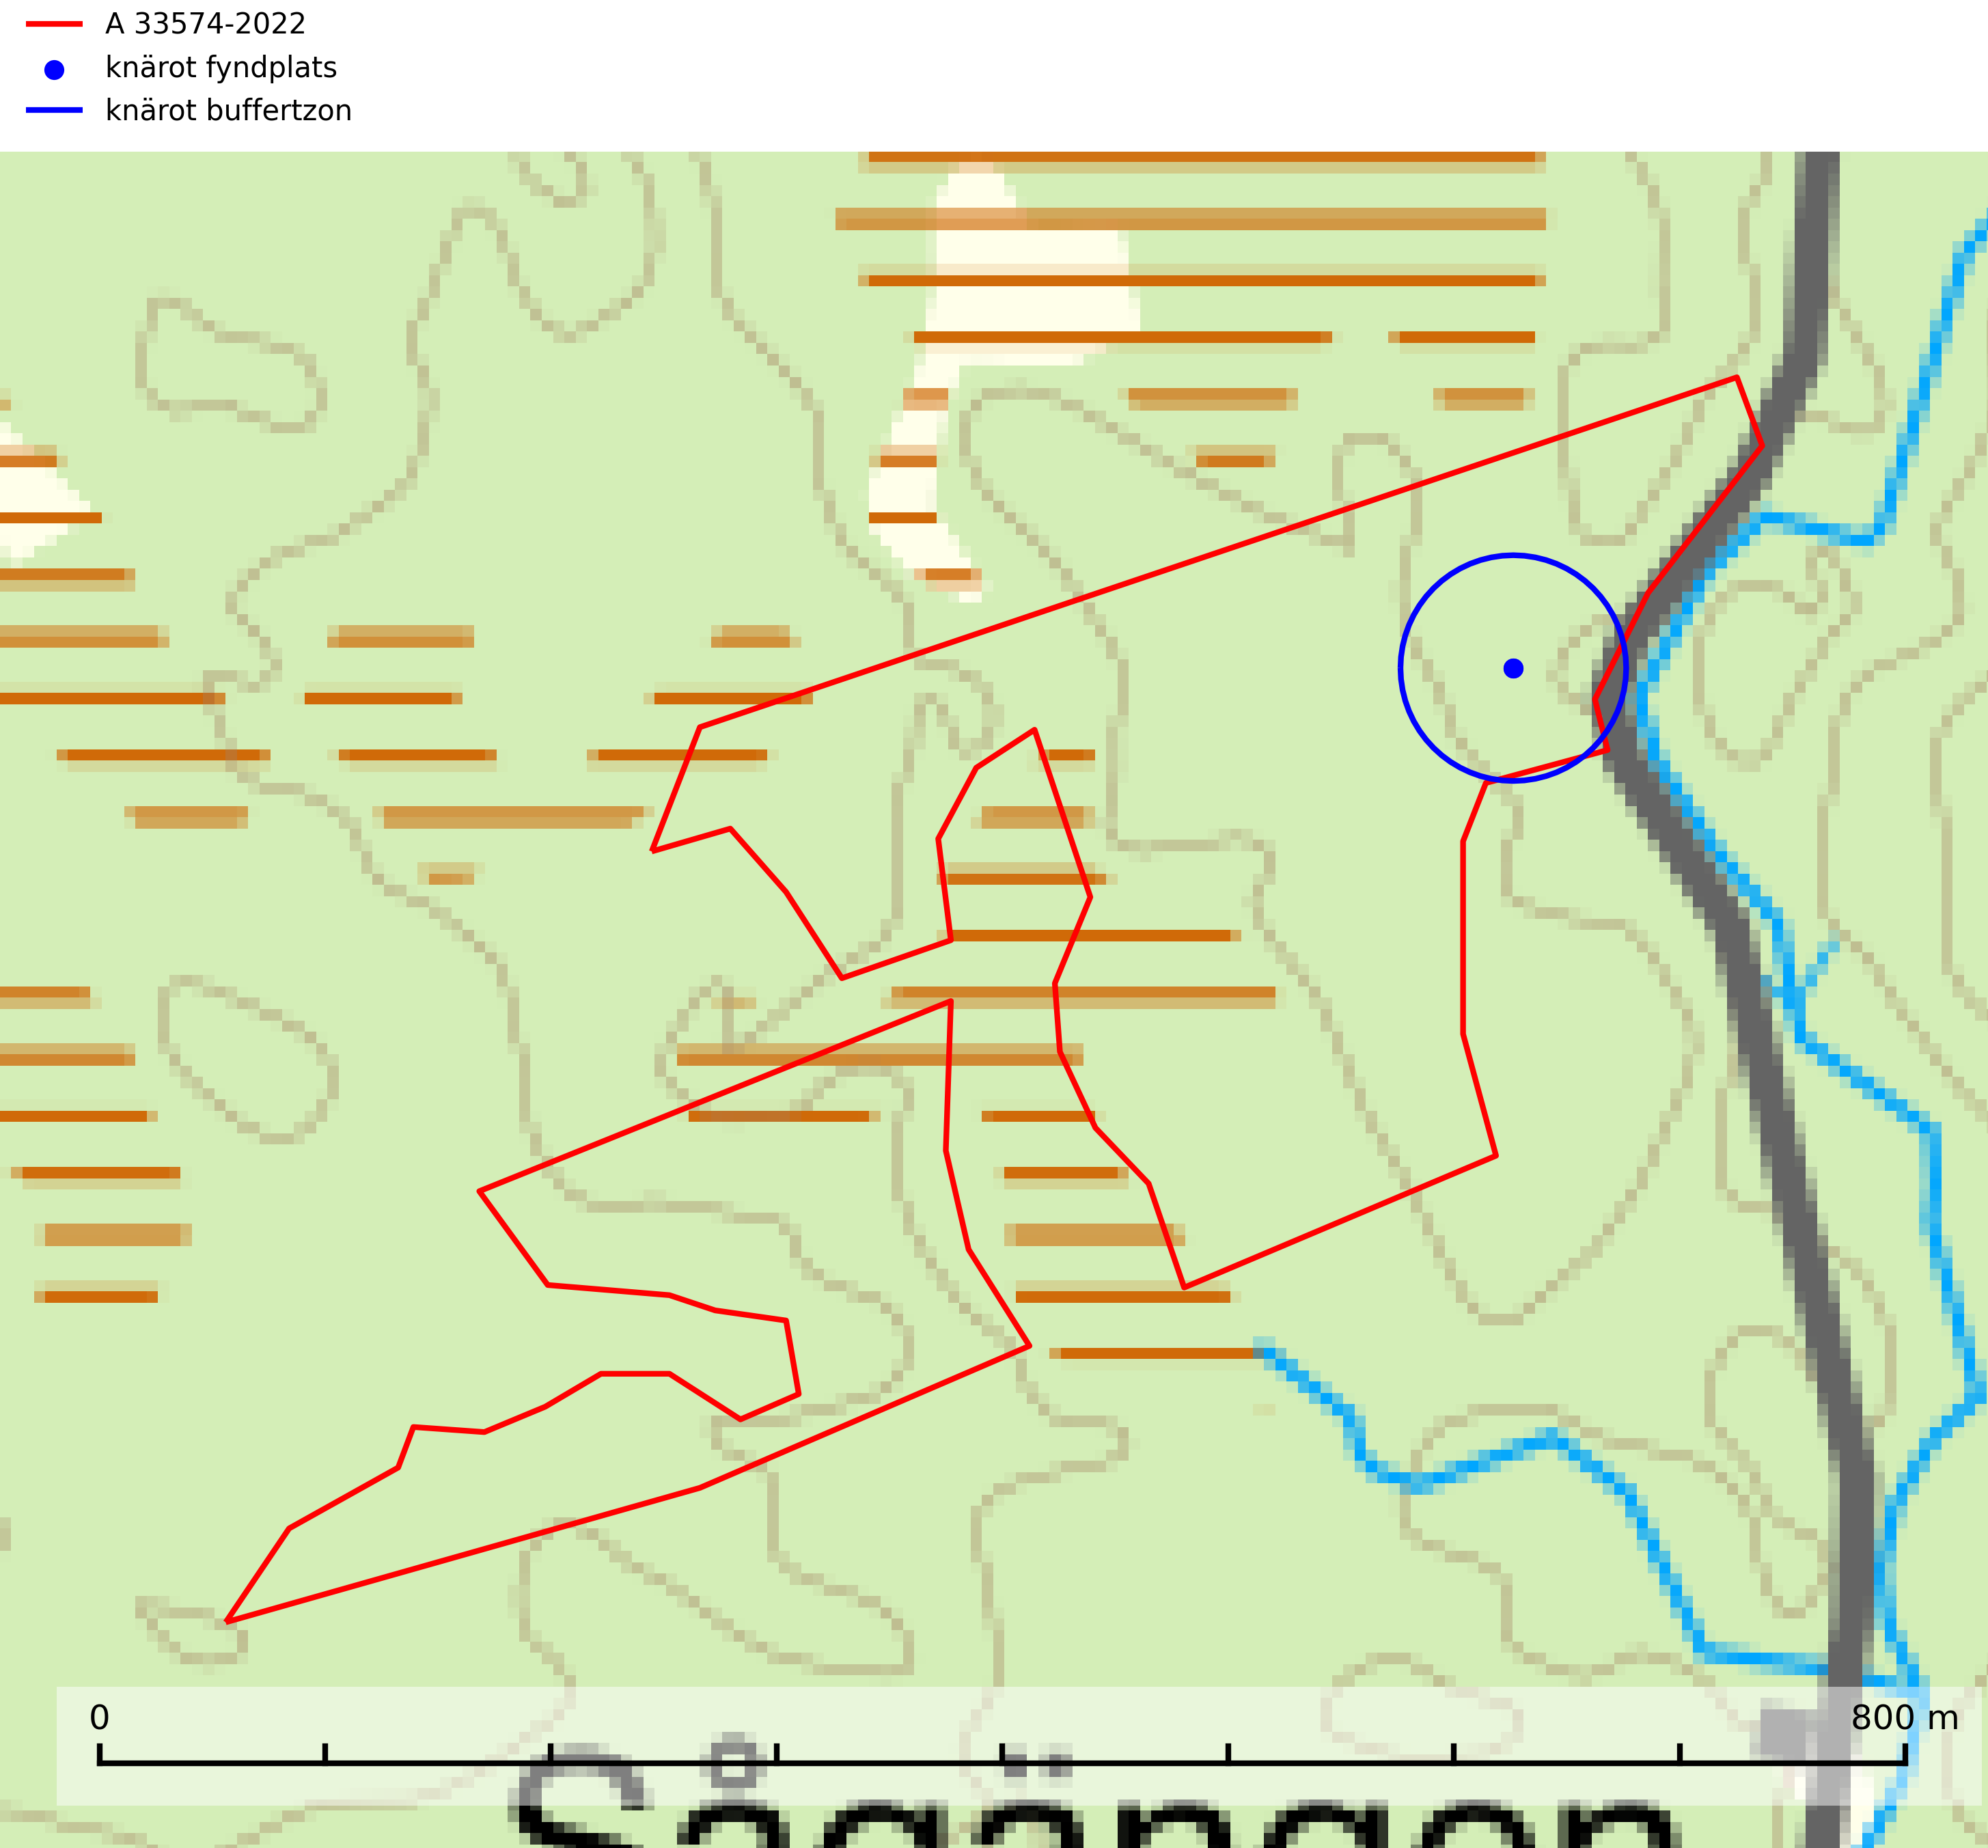 A 33574-2022
knärot fyndplats
knärot buffertzon
0
800 m